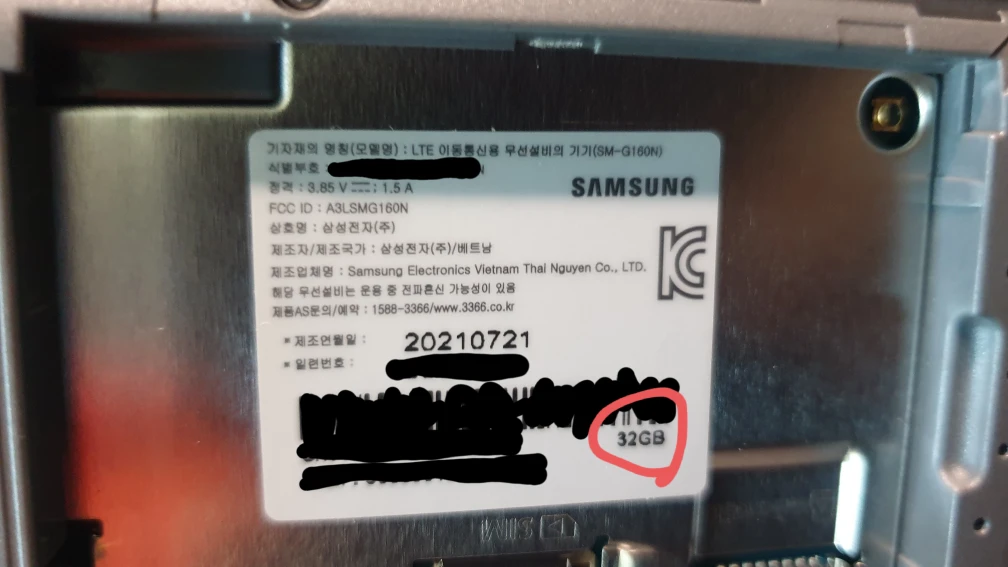 기자재의 명칭(모델명) : LTE 이동통신용 무선설비의 기기(SM-G160N)
식별부호
정격 : 3.85 V ⎓; 1.5 A
SAMSUNG
FCC ID : A3LSMG160N
상호명 : 삼성전자(주)
제조자/제조국가 : 삼성전자(주)/베트남
제조업체명 : Samsung Electronics Vietnam Thai Nguyen Co., LTD.
해당 무선설비는 운용 중 전파혼신 가능성이 있음
제품AS문의/예약 : 1588-3366/www.3366.co.kr
* 제조연월일 : 20210721
* 일련번호 :
32GB
SIM